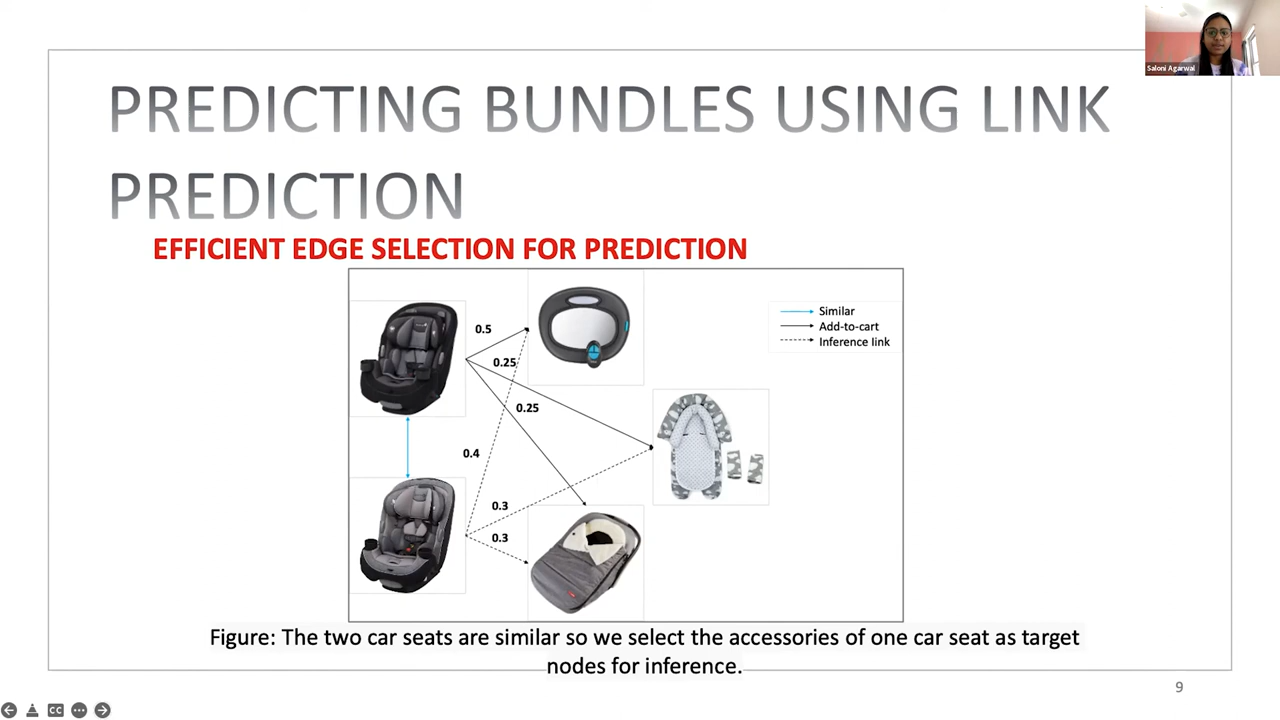 Saloni Agarwal
PREDICTING BUNDLES USING LINK
PREDICTION
EFFICIENT EDGE SELECTION FOR PREDICTION
0.5
0.25
0.25
0.4
0.3
0.3
Similar
Add-to-cart
Inference link
Figure: The two car seats are similar so we select the accessories of one car seat as target
nodes for inference.
9
CC